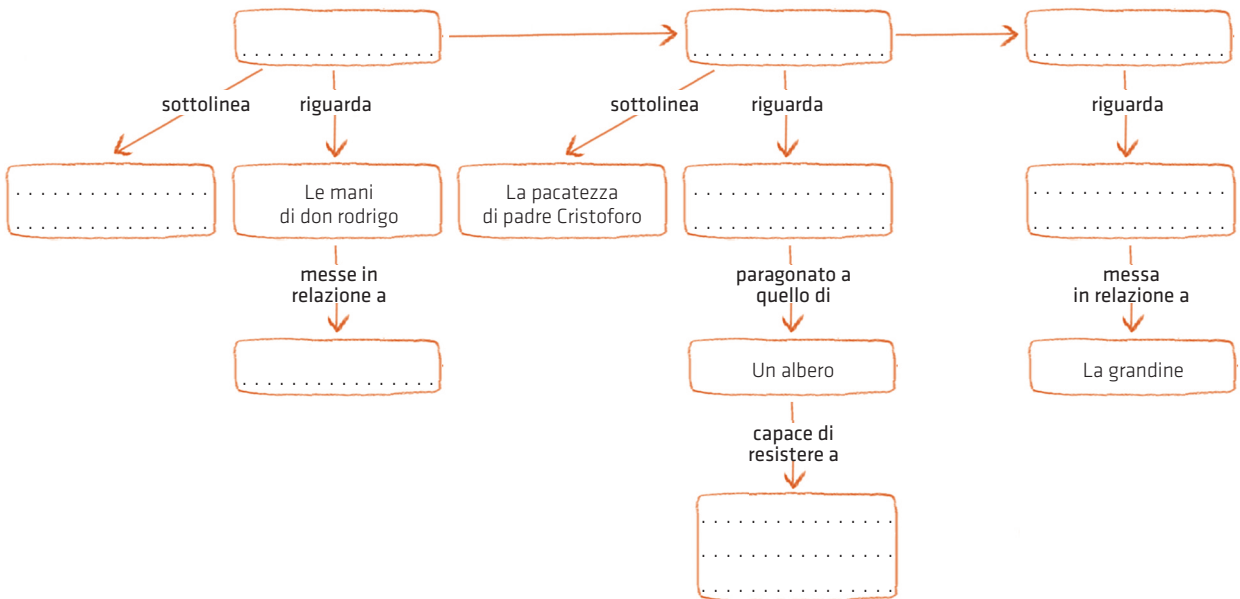 sottolinea
riguarda
sottolinea
riguarda
riguarda
Le mani
di don rodrigo
La pacatezza
di padre Cristoforo
messe in
relazione a
paragonato a
quello di
messa
in relazione a
Un albero
La grandine
capace di
resistere a